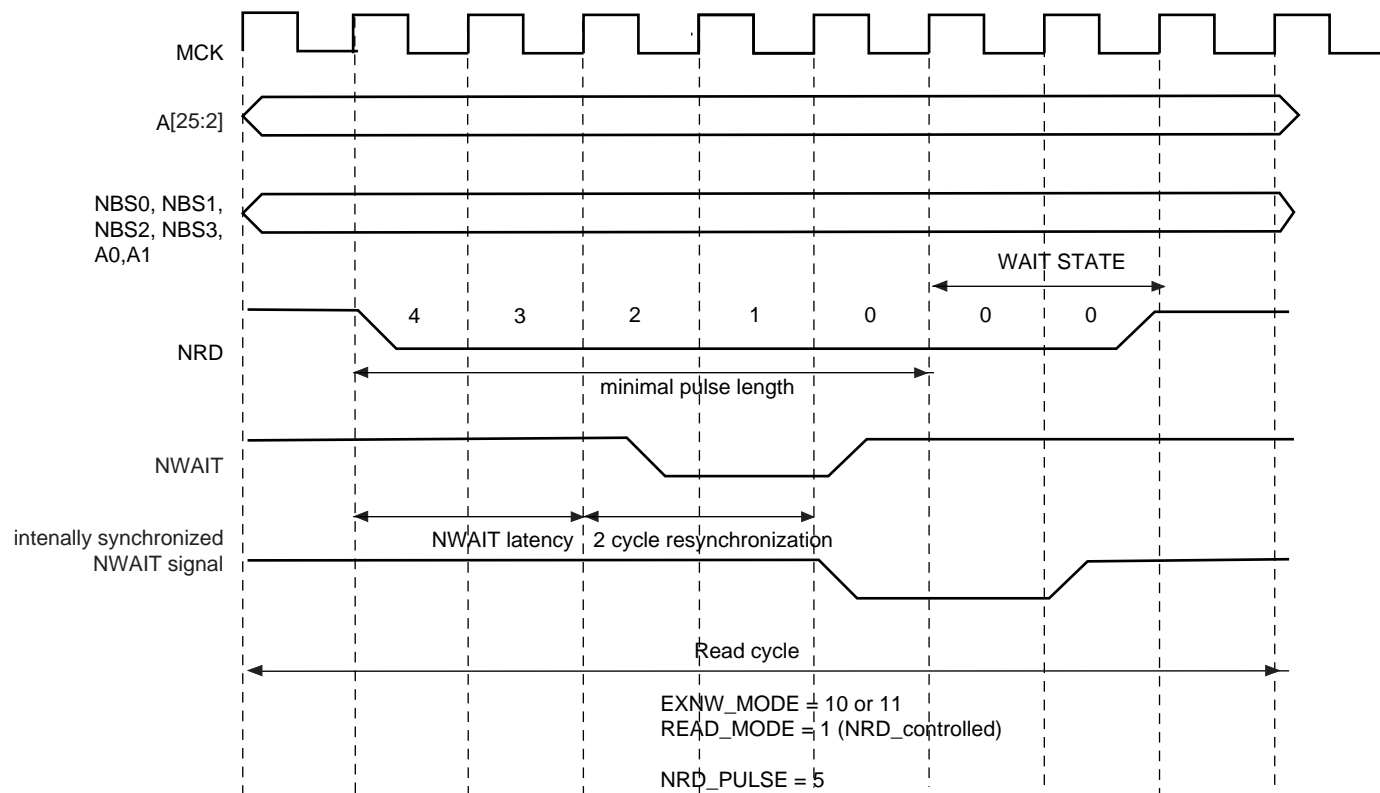 MCK
A[25:2]
NBS0, NBS1,
NBS2, NBS3,
A0,A1
WAIT STATE
4 3 2 1 0 0 0
NRD
minimal pulse length
NWAIT
NWAIT latency 2 cycle resynchronization
intenally synchronized
NWAIT signal
Read cycle
EXNW_MODE = 10 or 11
READ_MODE = 1 (NRD_controlled)
NRD_PULSE = 5